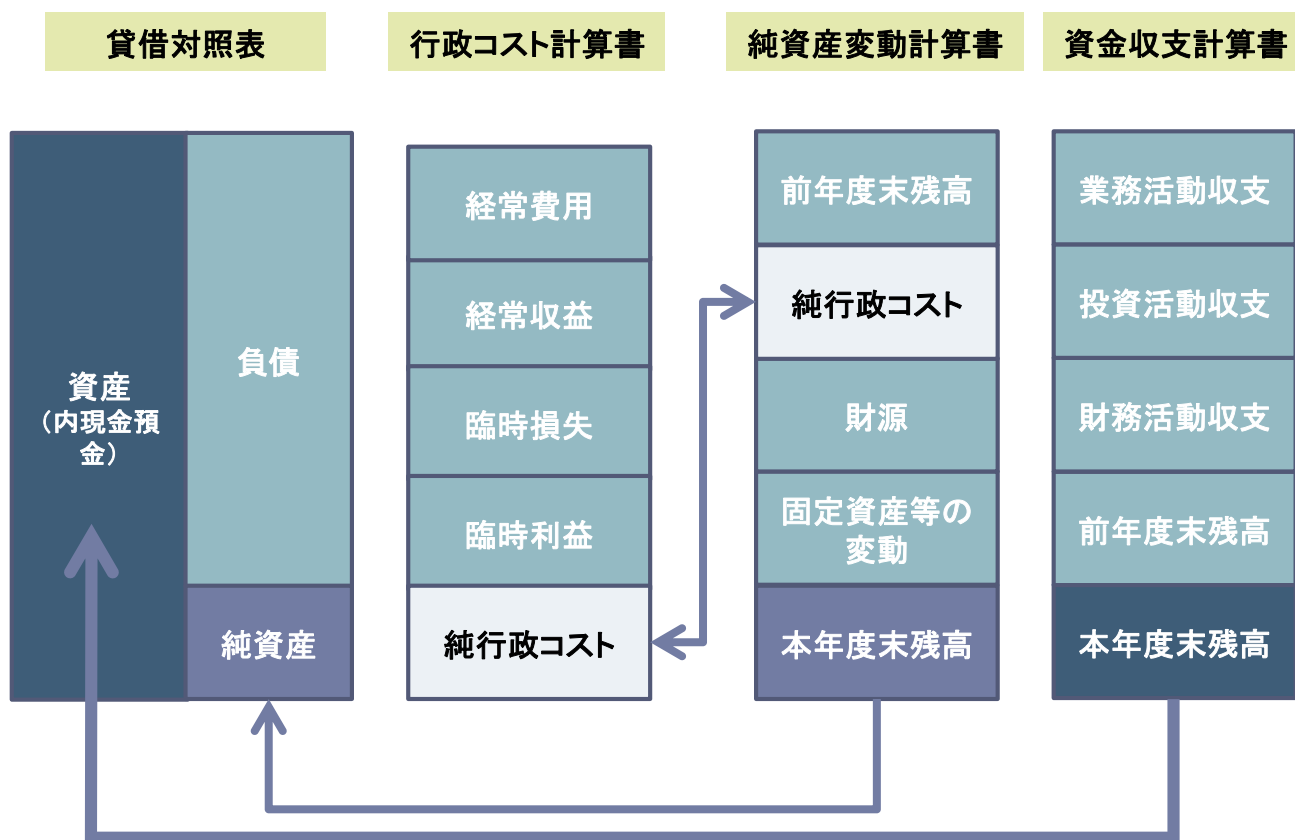 貸借対照表
行政コスト計算書
純資産変動計算書
資金収支計算書
資産
（内現金預
金）
負債
純資産
経常費用
経常収益
臨時損失
臨時利益
純行政コスト
前年度末残高
純行政コスト
財源
固定資産等の
変動
本年度末残高
業務活動収支
投資活動収支
財務活動収支
前年度末残高
本年度末残高